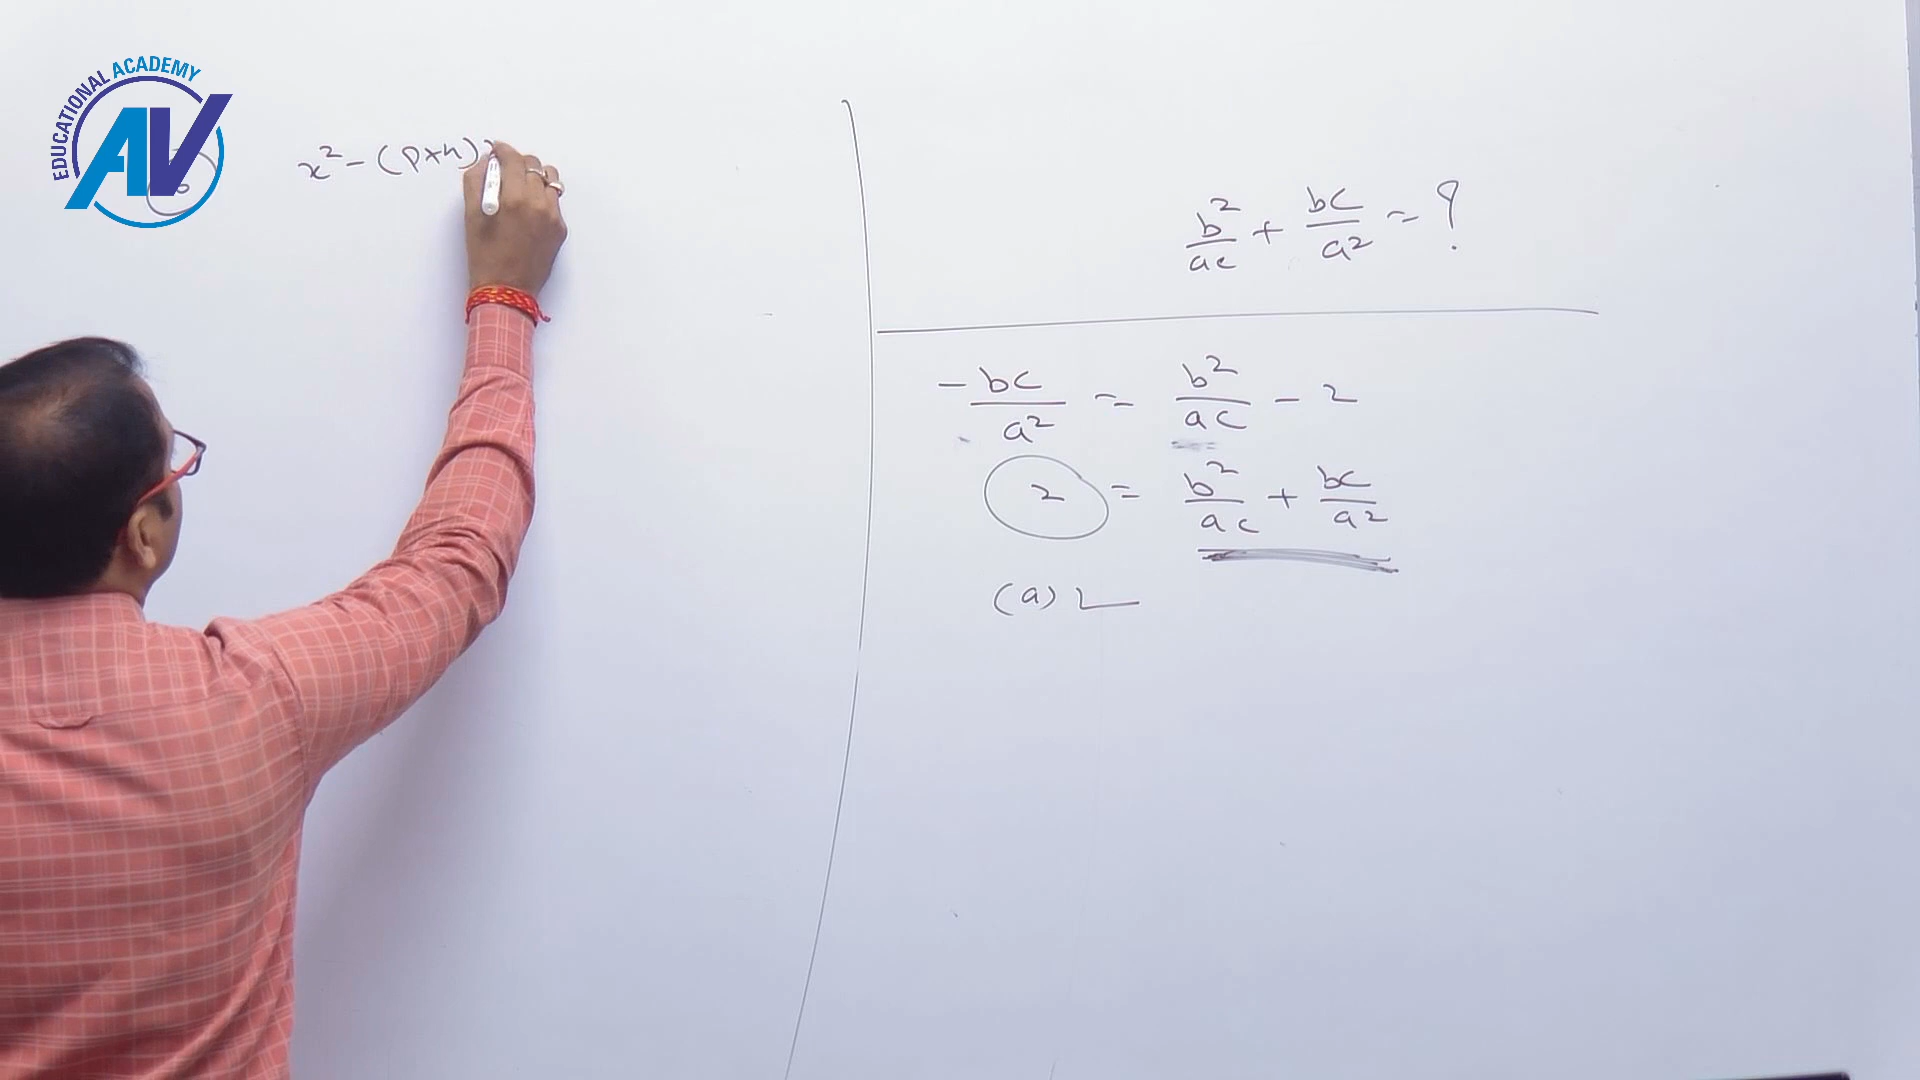 EDUCATIONAL ACADEMY
AV
6
x² - (p+n)x
b²/ac + bc/a² = ?
-bc/a² = b²/ac - 2
2 = b²/ac + bc/a²
(a) 2